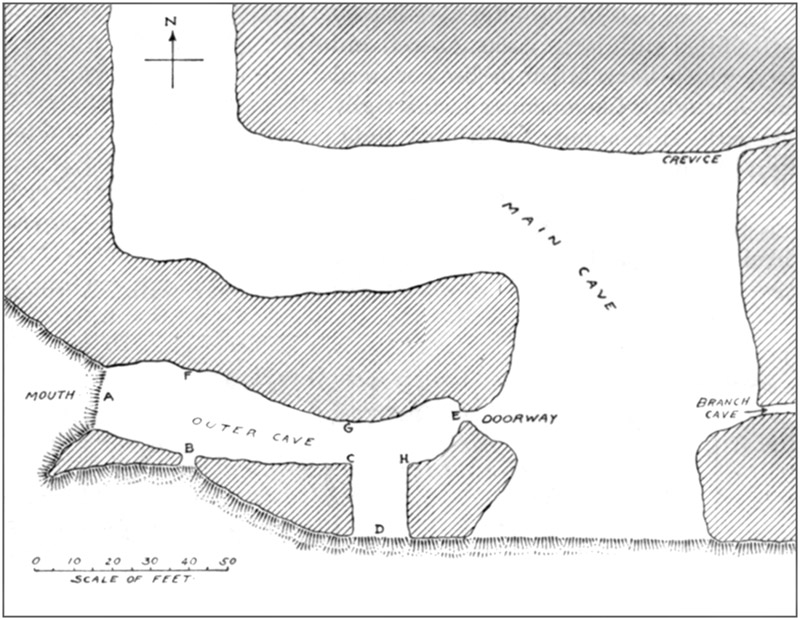 N
CREVICE
MAIN CAVE
MOUTH
A
F
BRANCH
CAVE
OUTER CAVE
G
E
DOORWAY
B
C
H
D
0 10 20 30 40 50
SCALE OF FEET.